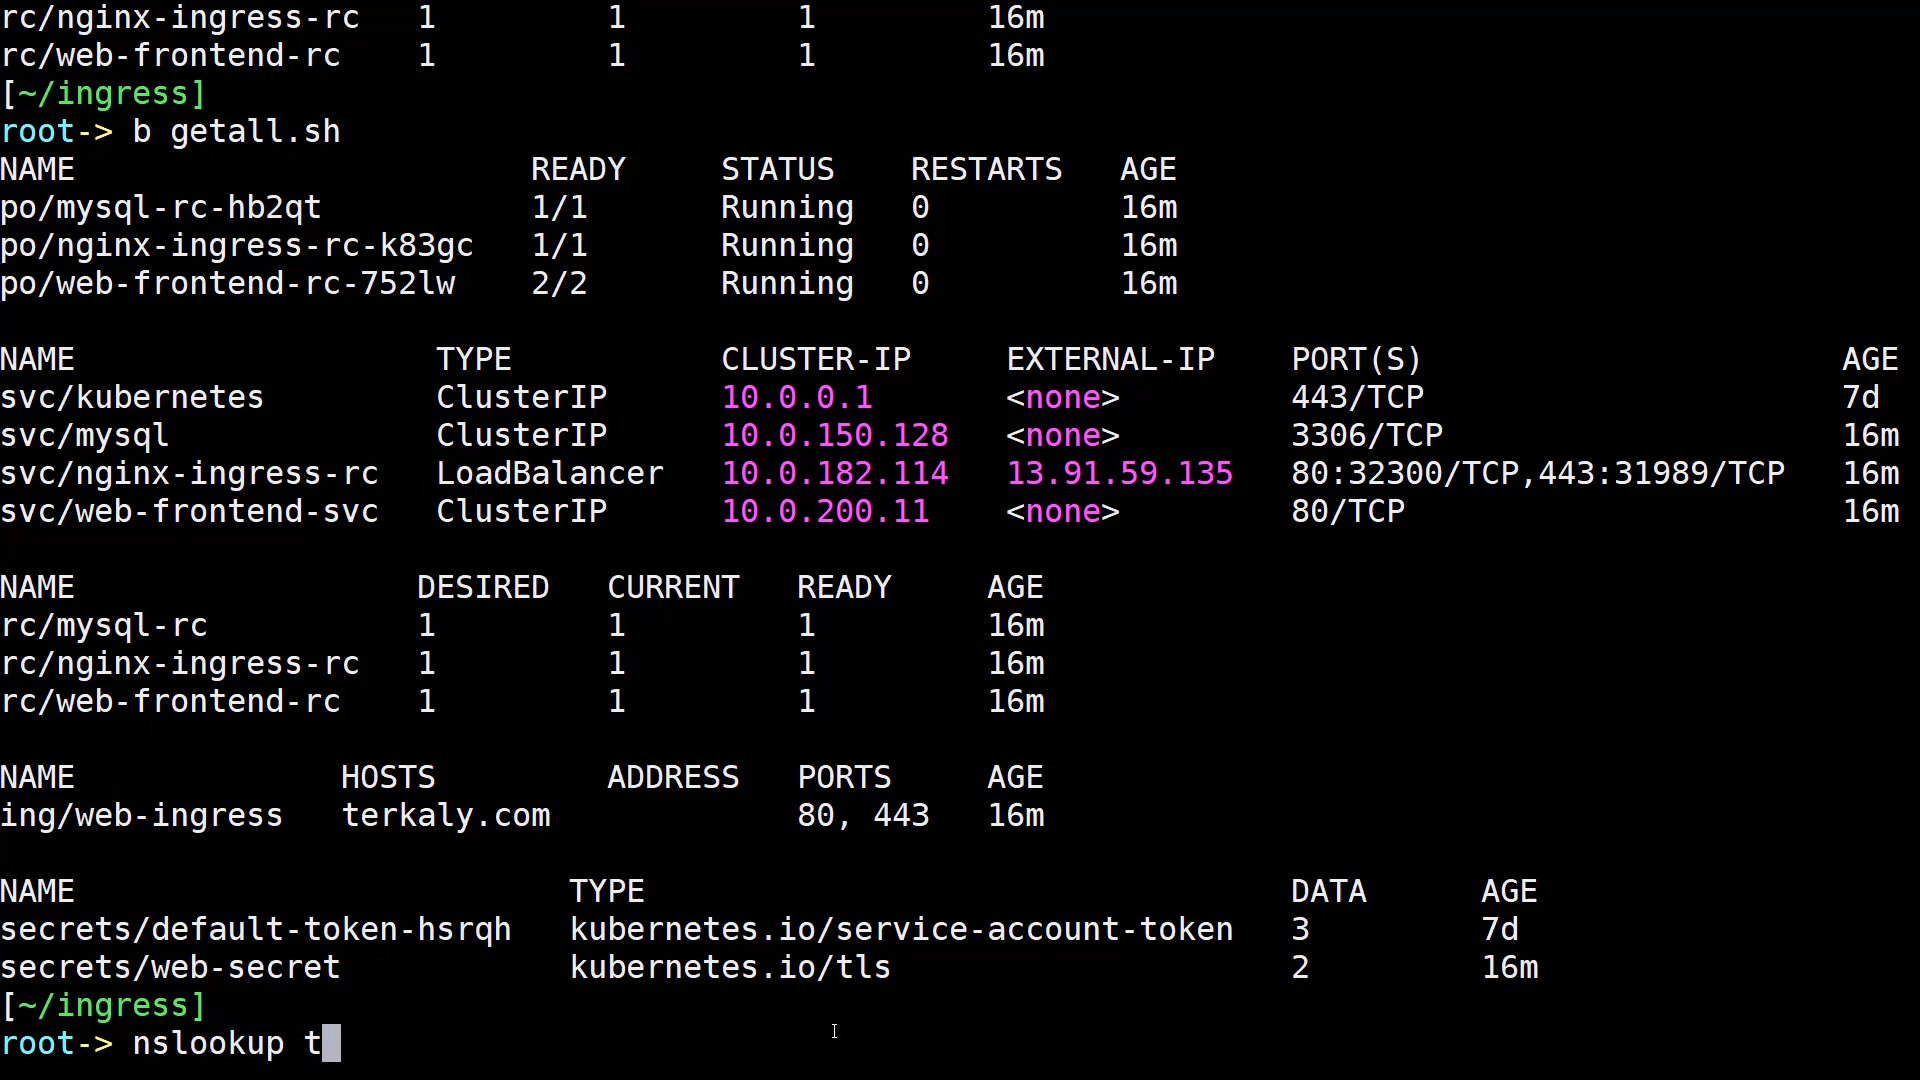 rc/nginx-ingress-rc   1         1         1         16m
rc/web-frontend-rc    1         1         1         16m
[~/ingress]
root-> b getall.sh
NAME                        READY     STATUS    RESTARTS   AGE
po/mysql-rc-hb2qt           1/1       Running   0          16m
po/nginx-ingress-rc-k83gc   1/1       Running   0          16m
po/web-frontend-rc-752lw    2/2       Running   0          16m

NAME                   TYPE           CLUSTER-IP     EXTERNAL-IP    PORT(S)                      AGE
svc/kubernetes         ClusterIP      10.0.0.1       <none>         443/TCP                      7d
svc/mysql              ClusterIP      10.0.150.128   <none>         3306/TCP                     16m
svc/nginx-ingress-rc   LoadBalancer   10.0.182.114   13.91.59.135   80:32300/TCP,443:31989/TCP   16m
svc/web-frontend-svc   ClusterIP      10.0.200.11    <none>         80/TCP                       16m

NAME                  DESIRED   CURRENT   READY     AGE
rc/mysql-rc           1         1         1         16m
rc/nginx-ingress-rc   1         1         1         16m
rc/web-frontend-rc    1         1         1         16m

NAME              HOSTS         ADDRESS   PORTS     AGE
ing/web-ingress   terkaly.com             80, 443   16m

NAME                          TYPE                                  DATA      AGE
secrets/default-token-hsrqh   kubernetes.io/service-account-token   3         7d
secrets/web-secret            kubernetes.io/tls                     2         16m
[~/ingress]
root-> nslookup t